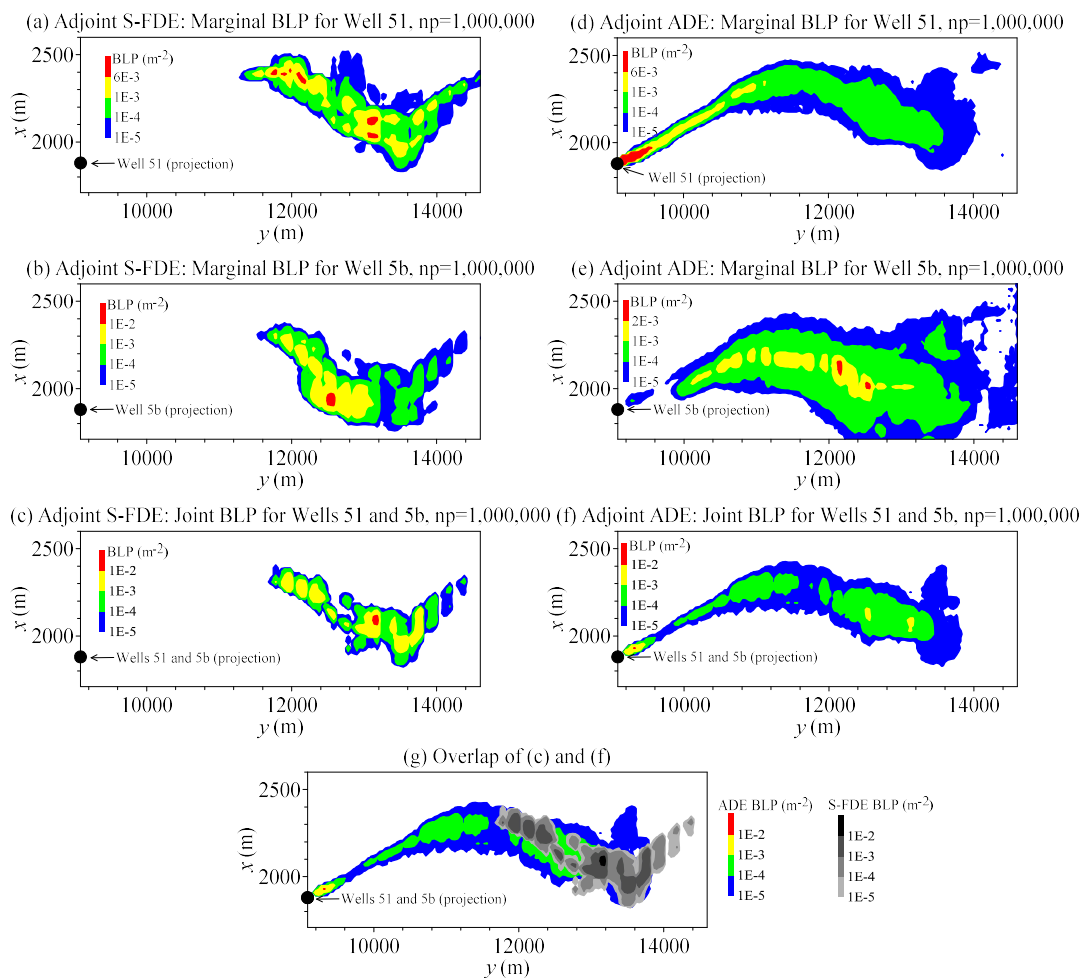 (a) Adjoint S-FDE: Marginal BLP for Well 51, np=1,000,000
2500
2000
x (m)
BLP (m⁻²)
6E-3
1E-3
1E-4
1E-5
Well 51 (projection)
10000 12000 14000
y (m)
(d) Adjoint ADE: Marginal BLP for Well 51, np=1,000,000
2500
2000
x (m)
BLP (m⁻²)
6E-3
1E-3
1E-4
1E-5
Well 51 (projection)
10000 12000 14000
y (m)
(b) Adjoint S-FDE: Marginal BLP for Well 5b, np=1,000,000
2500
2000
x (m)
BLP (m⁻²)
1E-2
1E-3
1E-4
1E-5
Well 5b (projection)
10000 12000 14000
y (m)
(e) Adjoint ADE: Marginal BLP for Well 5b, np=1,000,000
2500
2000
x (m)
BLP (m⁻²)
2E-3
1E-3
1E-4
1E-5
Well 5b (projection)
10000 12000 14000
y (m)
(c) Adjoint S-FDE: Joint BLP for Wells 51 and 5b, np=1,000,000
2500
2000
x (m)
BLP (m⁻²)
1E-2
1E-3
1E-4
1E-5
Wells 51 and 5b (projection)
10000 12000 14000
y (m)
(f) Adjoint ADE: Joint BLP for Wells 51 and 5b, np=1,000,000
2500
2000
x (m)
BLP (m⁻²)
1E-2
1E-3
1E-4
1E-5
Wells 51 and 5b (projection)
10000 12000 14000
y (m)
(g) Overlap of (c) and (f)
2500
2000
x (m)
Wells 51 and 5b (projection)
10000 12000 14000
y (m)
ADE BLP (m⁻²)
1E-2
1E-3
1E-4
1E-5
S-FDE BLP (m⁻²)
1E-2
1E-3
1E-4
1E-5